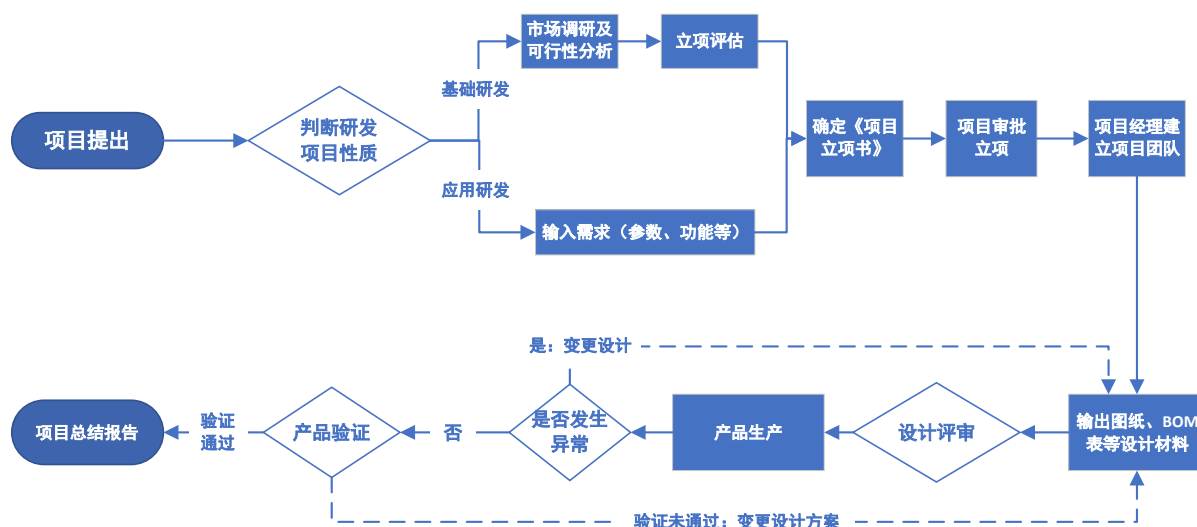 市场调研及
可行性分析
立项评估
基础研发
项目提出
判断研发
项目性质
确定《项目
立项书》
项目审批
立项
项目经理建
立项目团队
应用研发
输入需求（参数、功能等）
是：变更设计
项目总结报告
验证
通过
产品验证
否
是否发生
异常
产品生产
设计评审
输出图纸、BOM
表等设计材料
验证未通过：变更设计方案